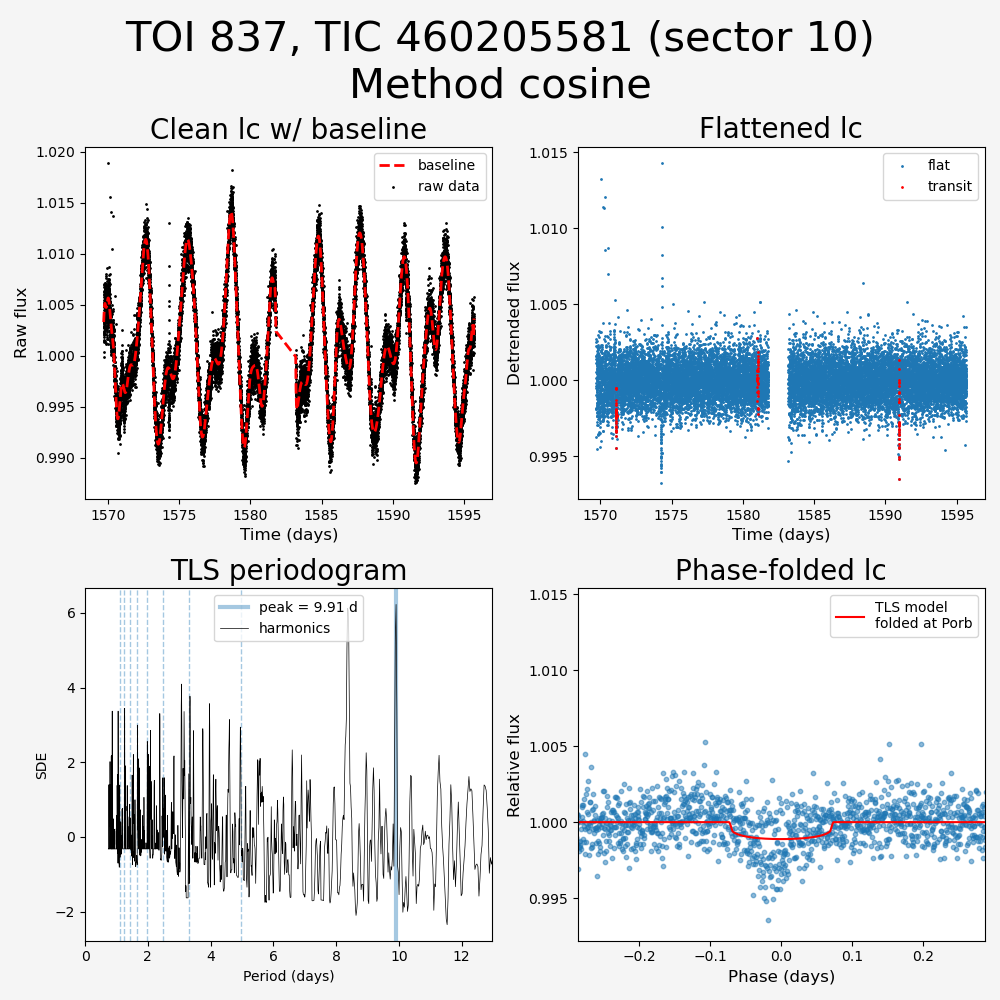 TOI 837, TIC 460205581 (sector 10)
Method cosine
Clean lc w/ baseline
Raw flux
1.020
1.015
1.010
1.005
1.000
0.995
0.990
baseline
raw data
1570
1575
1580
1585
1590
1595
Time (days)
Flattened lc
Detrended flux
1.015
1.010
1.005
1.000
0.995
flat
transit
1570
1575
1580
1585
1590
1595
Time (days)
TLS periodogram
SDE
6
4
2
0
−2
peak = 9.91 d
harmonics
0
2
4
6
8
10
12
Period (days)
Phase-folded lc
Relative flux
1.015
1.010
1.005
1.000
0.995
TLS model
folded at Porb
−0.2
−0.1
0.0
0.1
0.2
Phase (days)